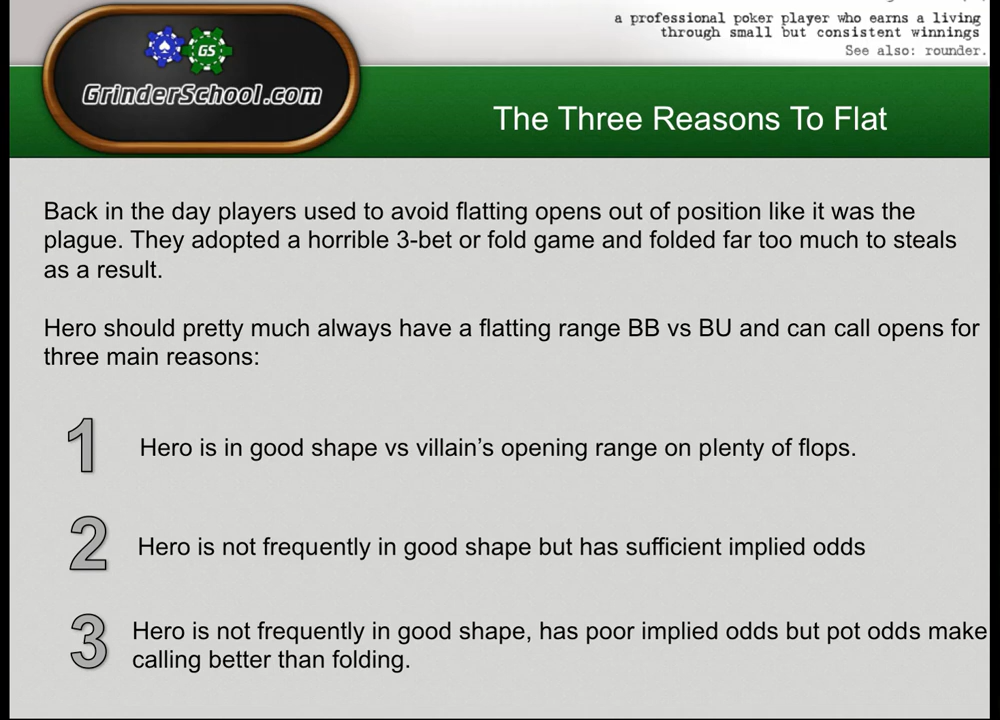 a professional poker player who earns a living
through small but consistent winnings
See also: rounder.
GS
GrinderSchool.com
The Three Reasons To Flat
Back in the day players used to avoid flatting opens out of position like it was the
plague. They adopted a horrible 3-bet or fold game and folded far too much to steals
as a result.
Hero should pretty much always have a flatting range BB vs BU and can call opens for
three main reasons:
1 Hero is in good shape vs villain's opening range on plenty of flops.
2 Hero is not frequently in good shape but has sufficient implied odds
3 Hero is not frequently in good shape, has poor implied odds but pot odds make
calling better than folding.